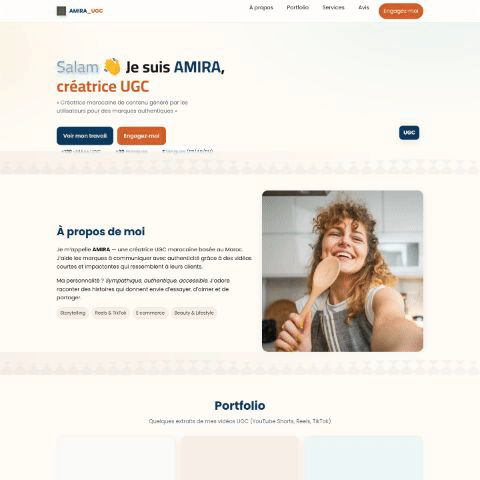 AMIRA_UGC
À propos
Portfolio
Services
Avis
Engagez-moi
Salam 👋 Je suis AMIRA,
créatrice UGC
« Créatrice marocaine de contenu généré par les
utilisateurs pour des marques authentiques »
Voir mon travail
Engagez-moi
UGC
À propos de moi
Je m'appelle AMIRA — une créatrice UGC marocaine basée au Maroc.
J'aide les marques à communiquer avec authenticité grâce à des vidéos
courtes et impactantes qui ressemblent à leurs clients.
Ma personnalité ? Sympathique, authentique, accessible. J'adore
raconter des histoires qui donnent envie d'essayer, d'aimer et de
partager.
Storytelling
Reels & TikTok
E-commerce
Beauty & Lifestyle
Portfolio
Quelques extraits de mes vidéos UGC (YouTube Shorts, Reels, TikTok)